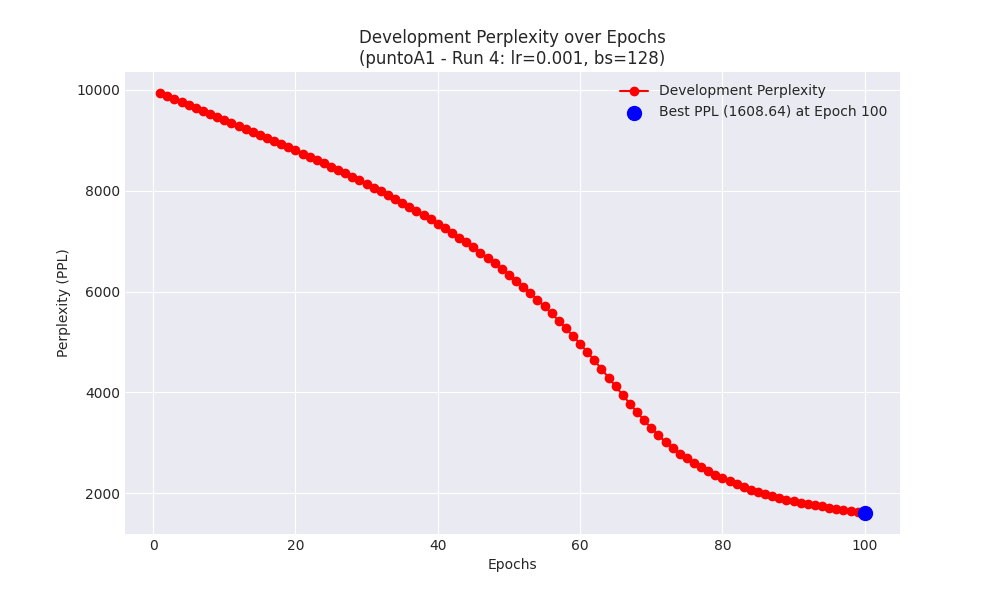 Development Perplexity over Epochs
(puntoA1 - Run 4: lr=0.001, bs=128)
Development Perplexity
Best PPL (1608.64) at Epoch 100
Perplexity (PPL)
10000
8000
6000
4000
2000
0 20 40 60 80 100
Epochs